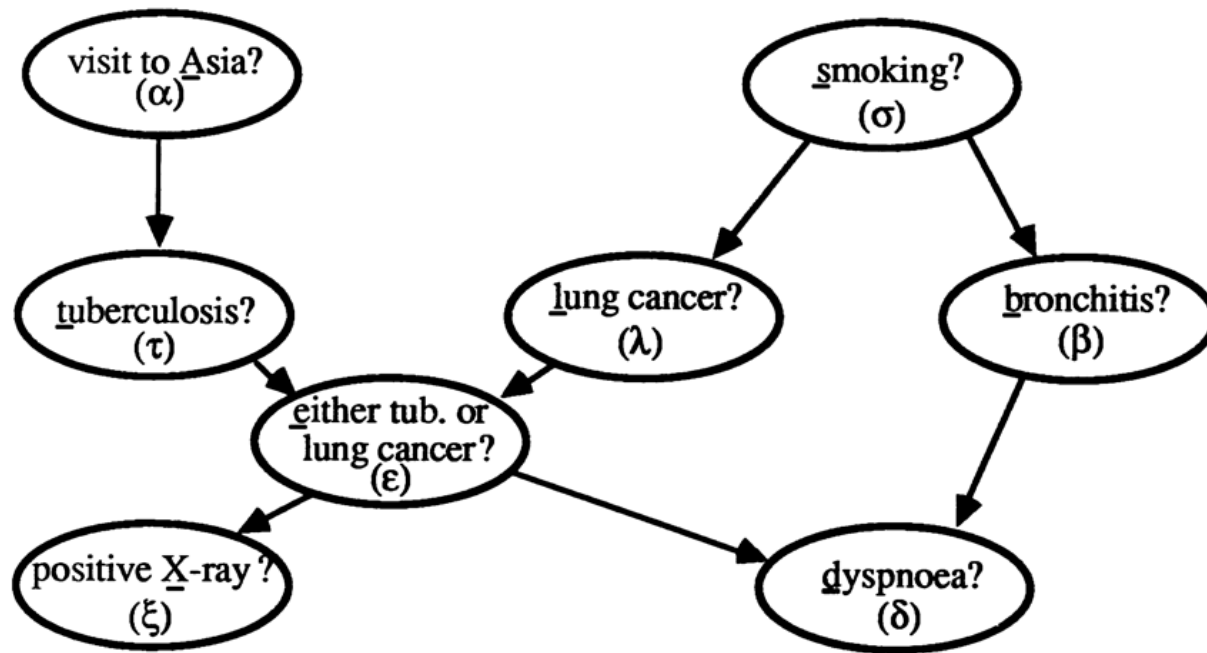 visit to Asia?
(α)
smoking?
(σ)
tuberculosis?
(τ)
lung cancer?
(λ)
bronchitis?
(β)
either tub. or
lung cancer?
(ε)
positive X-ray?
(ξ)
dyspnoea?
(δ)